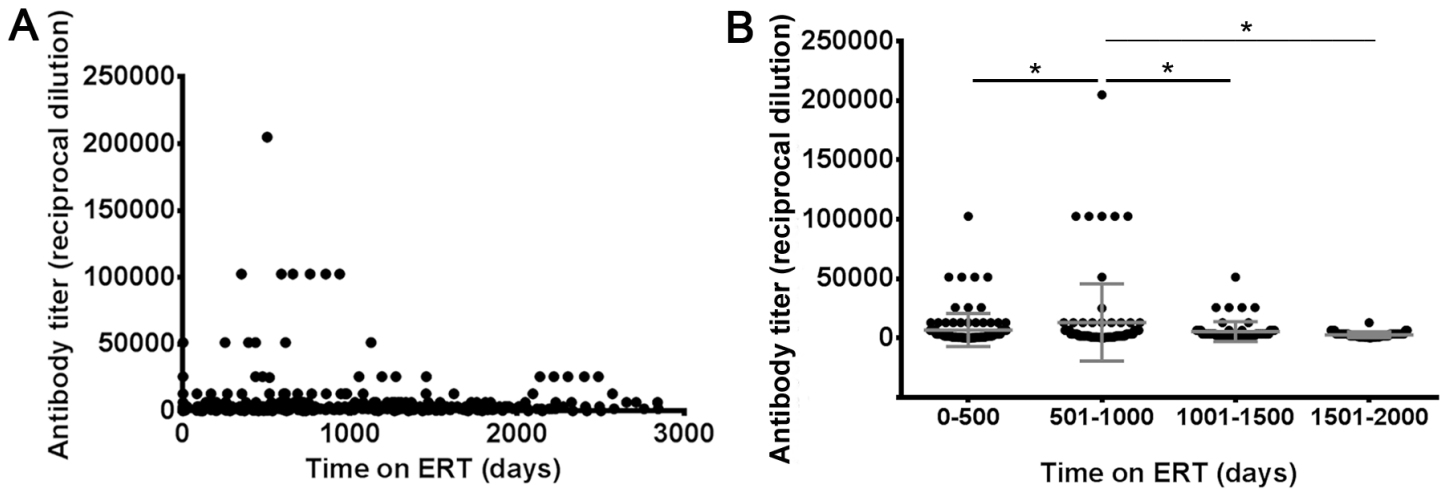 A
Antibody titer (reciprocal dilution)
250000
200000
150000
100000
50000
0
0 1000 2000 3000
Time on ERT (days)
B
Antibody titer (reciprocal dilution)
250000
200000
150000
100000
50000
0
* * *
0-500 501-1000 1001-1500 1501-2000
Time on ERT (days)